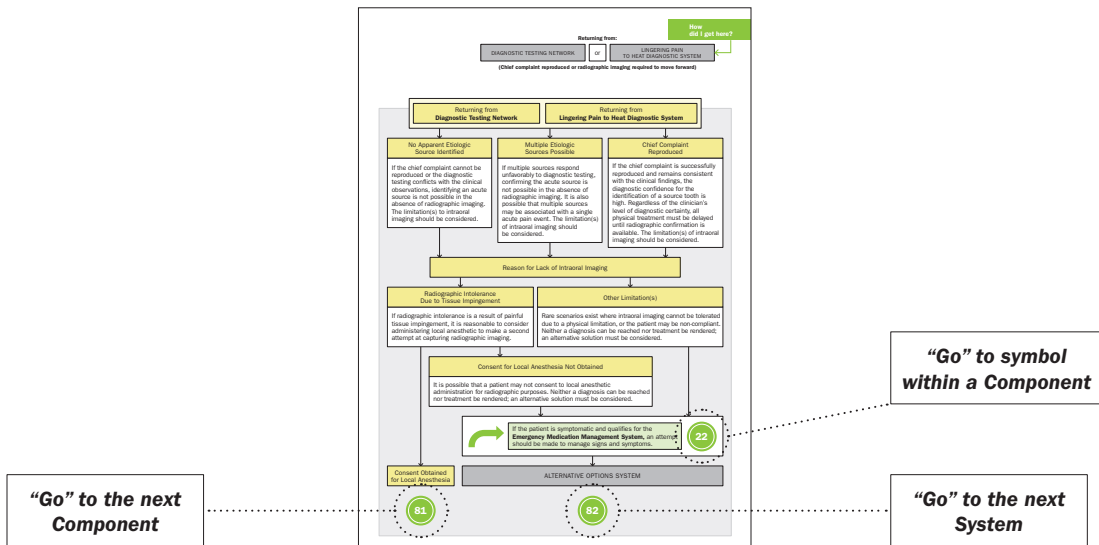 How
did I get here?
Returning from:
DIAGNOSTIC TESTING NETWORK
or
LINGERING PAIN
TO HEAT DIAGNOSTIC SYSTEM
(Chief complaint reproduced or radiographic imaging required to move forward)
Returning from
Diagnostic Testing Network
Returning from
Lingering Pain to Heat Diagnostic System
No Apparent Etiologic
Source Identified
If the chief complaint cannot be
reproduced or the diagnostic
testing conflicts with the clinical
observations, identifying an acute
source is not possible in the
absence of radiographic imaging.
The limitation(s) to intraoral
imaging should be considered.
Multiple Etiologic
Sources Possible
If multiple sources respond
unfavorably to diagnostic testing,
confirming the acute source is
not possible in the absence of
radiographic imaging. It is also
possible that multiple sources
may be associated with a single
acute pain event. The limitation(s)
of intraoral imaging should
be considered.
Chief Complaint
Reproduced
If the chief complaint is successfully
reproduced and remains consistent
with the clinical findings,
the diagnostic confidence for the
identification of a source tooth is
high. Regardless of the clinician's
level of diagnostic certainty, all
physical treatment must be delayed
until radiographic confirmation is
available. The limitation(s) of intraoral
imaging should be considered.
Reason for Lack of Intraoral Imaging
Radiographic Intolerance
Due to Tissue Impingement
If radiographic intolerance is a result of painful
tissue impingement, it is reasonable to consider
administering local anesthetic to make a second
attempt at capturing radiographic imaging.
Other Limitation(s)
Rare scenarios exist where intraoral imaging cannot be tolerated
due to a physical limitation, or the patient may be non-compliant.
Neither a diagnosis can be reached nor treatment be rendered;
an alternative solution must be considered.
Consent for Local Anesthesia Not Obtained
It is possible that a patient may not consent to local anesthetic
administration for radiographic purposes. Neither a diagnosis can be reached
nor treatment be rendered; an alternative solution must be considered.
If the patient is symptomatic and qualifies for the
Emergency Medication Management System, an attempt
should be made to manage signs and symptoms.
22
"Go" to symbol
within a Component
Consent Obtained
for Local Anesthesia
ALTERNATIVE OPTIONS SYSTEM
"Go" to the next
Component
81
82
"Go" to the next
System